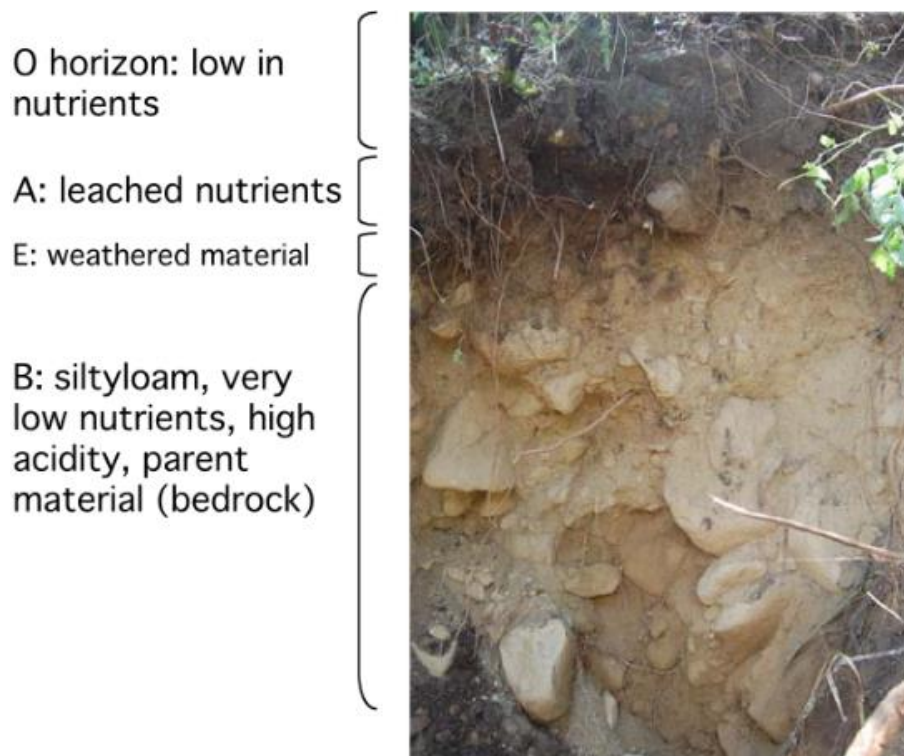 O horizon: low in
nutrients
A: leached nutrients
E: weathered material
B: siltyloam, very
low nutrients, high
acidity, parent
material (bedrock)